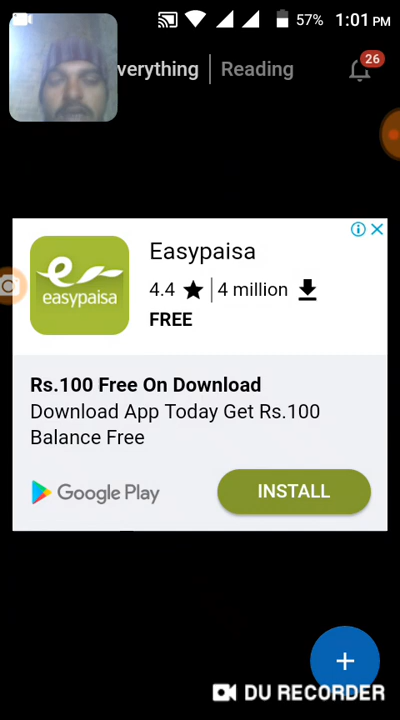 57% 1:01 PM
verything | Reading
26
Easypaisa
4.4 ★ | 4 million
FREE
easypaisa
Rs.100 Free On Download
Download App Today Get Rs.100
Balance Free
Google Play
INSTALL
DU RECORDER